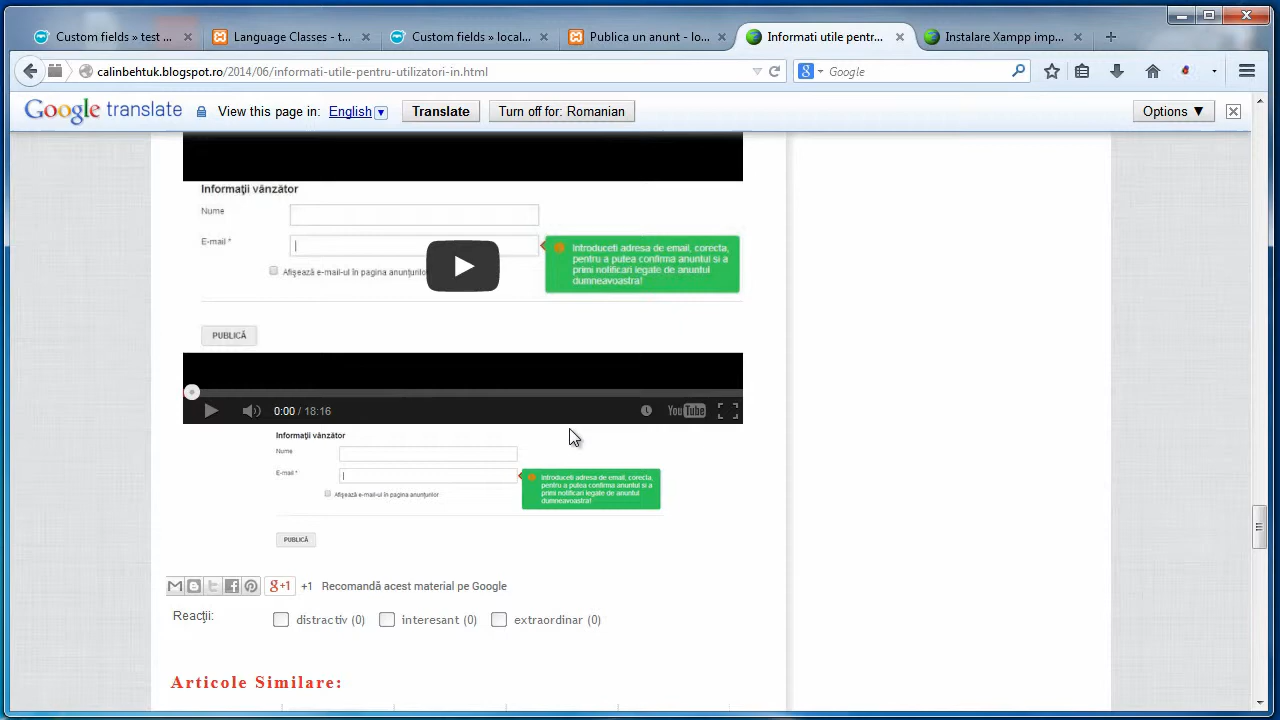 Custom fields » test ...
Language Classes - t...
Custom fields » local...
Publica un anunt - lo...
Informati utile pentr...
Instalare Xampp imp...
calinbehtuk.blogspot.ro/2014/06/informati-utile-pentru-utilizatori-in.html
Google
Google translate
View this page in:
English
Translate
Turn off for: Romanian
Options ▼
Informaţii vânzător
Nume
E-mail *
Introduceti adresa de email, corecta,
pentru a putea confirma anuntul si a
primi notificari legate de anuntul
dumneavoastra!
Afişează e-mail-ul în pagina anunţurilo
PUBLICĂ
0:00 / 18:16
YouTube
Informaţii vânzător
Nume
E-mail *
Introduceti adresa de email, corecta,
pentru a putea confirma anuntul si a
primi notificari legate de anuntul
dumneavoastra!
Afişează e-mail-ul în pagina anunţurilor
PUBLICĂ
g+1
+1
Recomandă acest material pe Google
Reacţii:
distractiv (0)
interesant (0)
extraordinar (0)
Articole Similare: